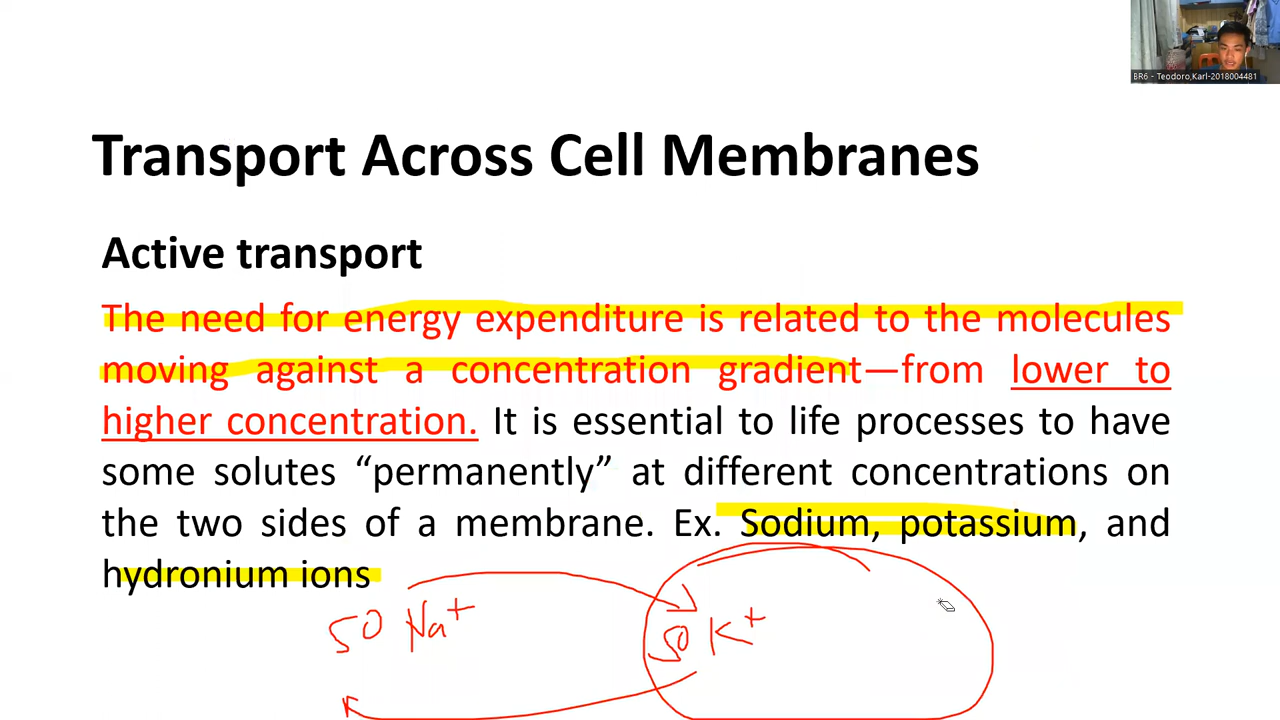 BR6 - Teodoro,Karl-2018004481
Transport Across Cell Membranes
Active transport
The need for energy expenditure is related to the molecules
moving against a concentration gradient—from lower to
higher concentration. It is essential to life processes to have
some solutes “permanently” at different concentrations on
the two sides of a membrane. Ex. Sodium, potassium, and
hydronium ions
50 Na+ 50 K+